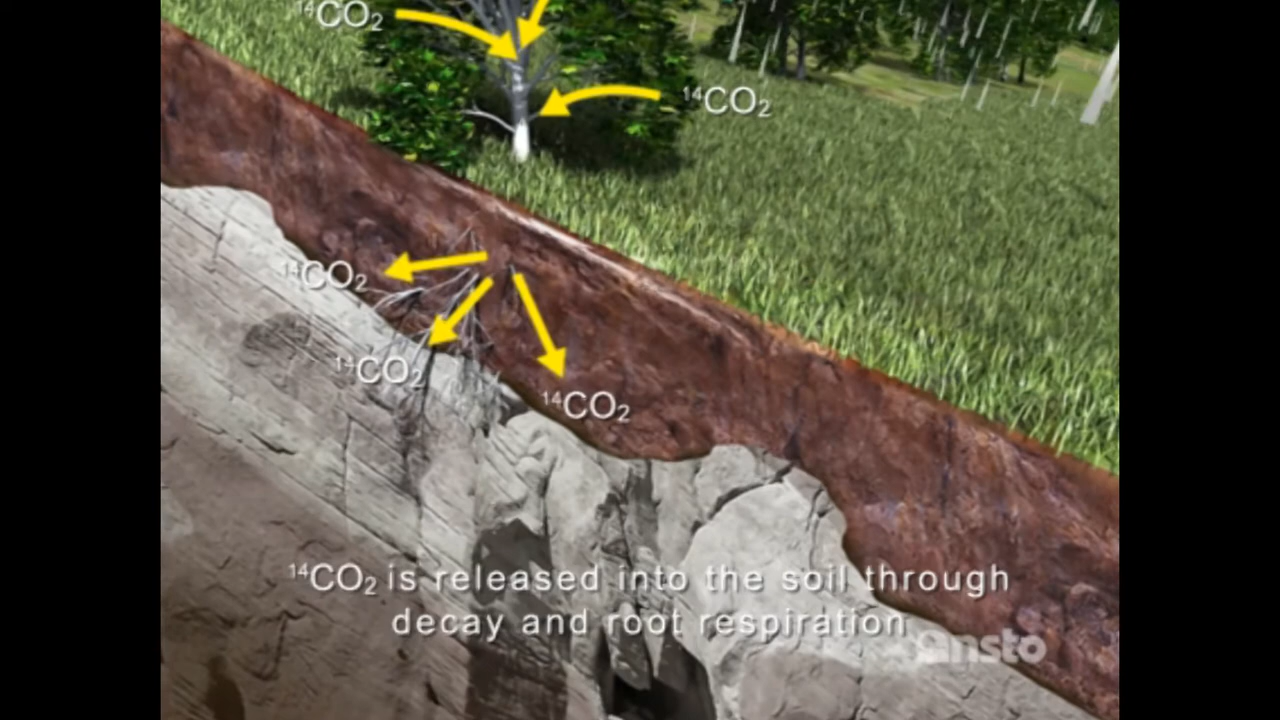 ¹⁴CO₂
¹⁴CO₂
¹⁴CO₂
¹⁴CO₂
¹⁴CO₂
¹⁴CO₂ is released into the soil through
decay and root respiration
ansto